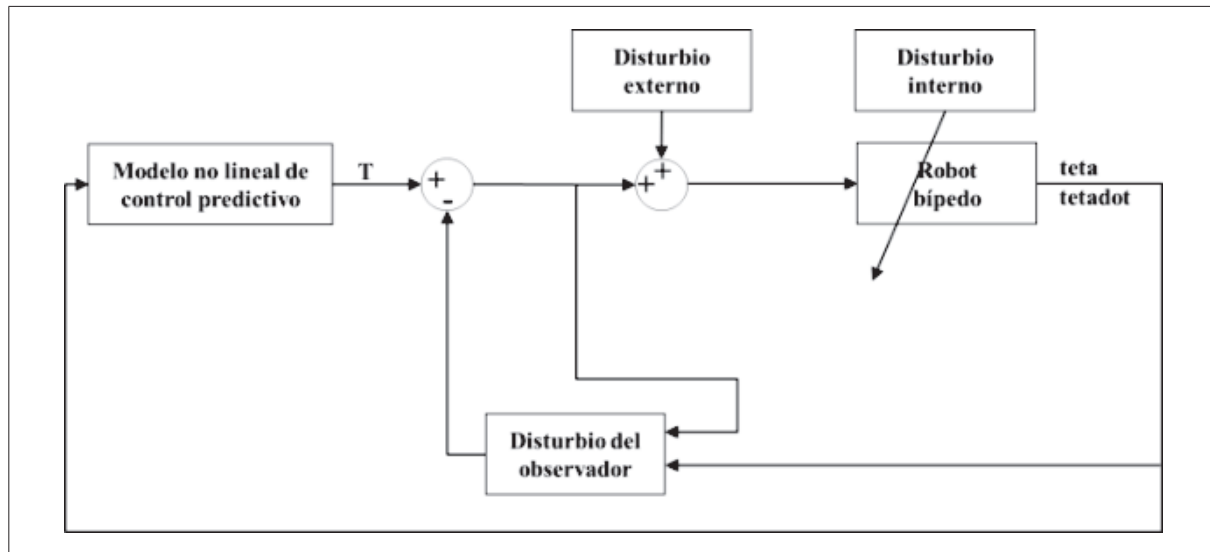 Disturbio
externo
Disturbio
interno
Modelo no lineal de
control predictivo
T
+
-
+
+
Robot
bípedo
teta
tetadot
Disturbio del
observador